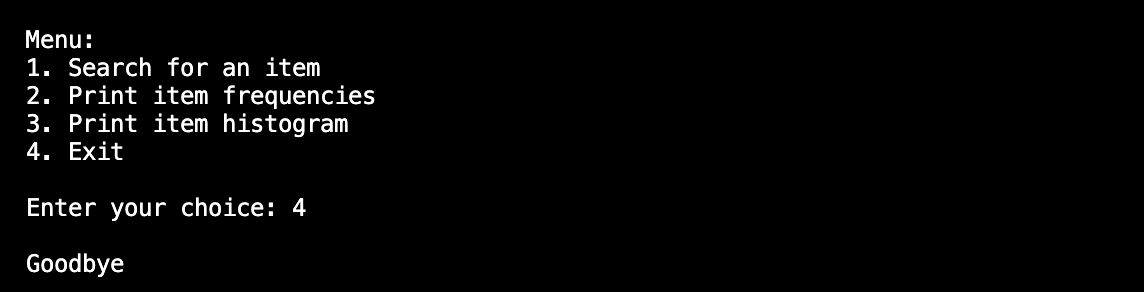 Menu:
1. Search for an item
2. Print item frequencies
3. Print item histogram
4. Exit
Enter your choice: 4
Goodbye